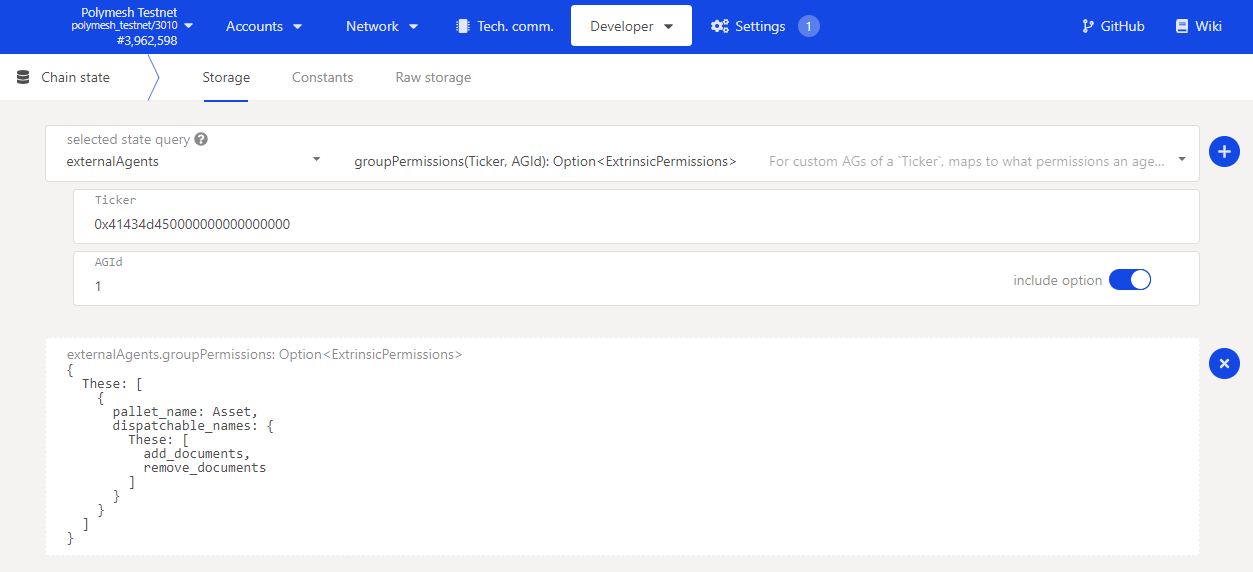 Polymesh Testnet
polymesh_testnet/3010
#3,962,598
Accounts
Network
Tech. comm.
Developer
Settings
1
GitHub
Wiki
Chain state
Storage
Constants
Raw storage
selected state query ?
externalAgents
groupPermissions(Ticker, AGId): Option<ExtrinsicPermissions>
For custom AGs of a `Ticker`, maps to what permissions an age...
Ticker
0x41434d450000000000000000
AGId
1
include option
externalAgents.groupPermissions: Option<ExtrinsicPermissions>
{
These: [
{
pallet_name: Asset,
dispatchable_names: {
These: [
add_documents,
remove_documents
]
}
}
]
}